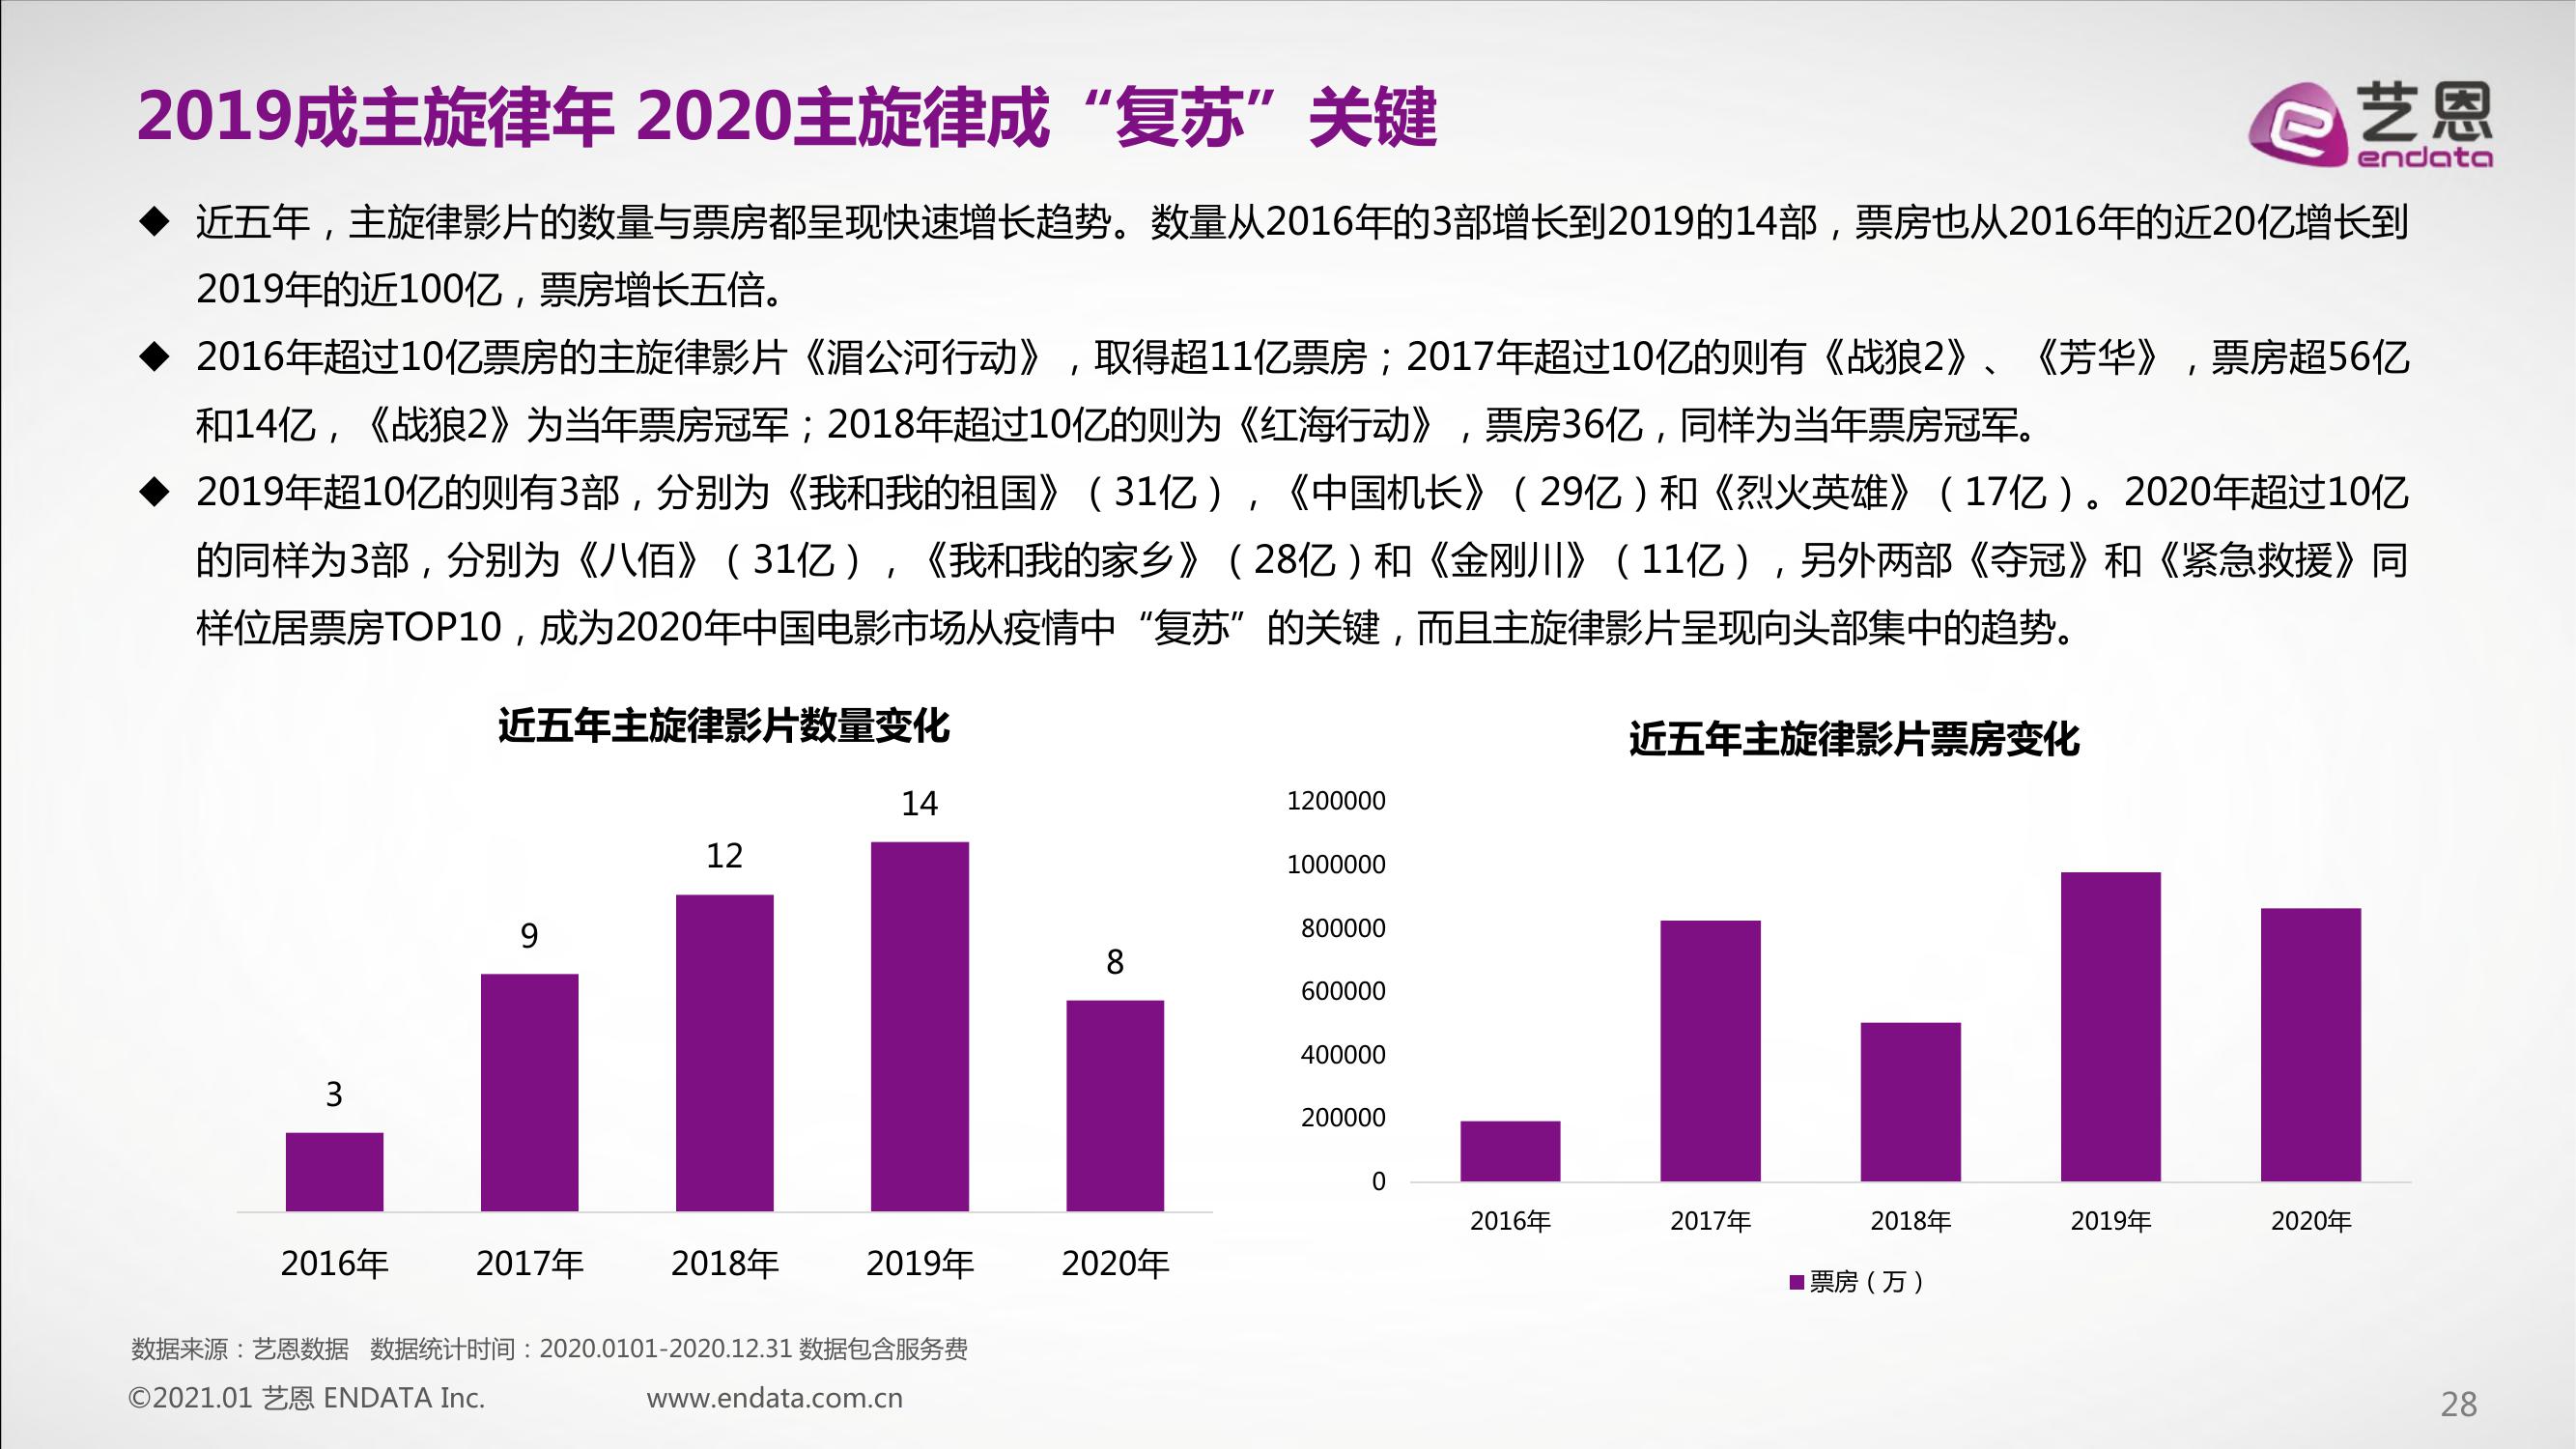 2019成主旋律年 2020主旋律成“复苏”关键
艺恩
endata
◆ 近五年，主旋律影片的数量与票房都呈现快速增长趋势。数量从2016年的3部增长到2019的14部，票房也从2016年的近20亿增长到
2019年的近100亿，票房增长五倍。
◆ 2016年超过10亿票房的主旋律影片《湄公河行动》，取得超11亿票房；2017年超过10亿的则有《战狼2》、《芳华》，票房超56亿
和14亿，《战狼2》为当年票房冠军；2018年超过10亿的则为《红海行动》，票房36亿，同样为当年票房冠军。
◆ 2019年超10亿的则有3部，分别为《我和我的祖国》（31亿），《中国机长》（29亿）和《烈火英雄》（17亿）。2020年超过10亿
的同样为3部，分别为《八佰》（31亿），《我和我的家乡》（28亿）和《金刚川》（11亿），另外两部《夺冠》和《紧急救援》同
样位居票房TOP10，成为2020年中国电影市场从疫情中“复苏”的关键，而且主旋律影片呈现向头部集中的趋势。
近五年主旋律影片数量变化
3
9
12
14
8
2016年 2017年 2018年 2019年 2020年
近五年主旋律影片票房变化
1200000
1000000
800000
600000
400000
200000
0
2016年 2017年 2018年 2019年 2020年
票房（万）
数据来源：艺恩数据 数据统计时间：2020.0101-2020.12.31 数据包含服务费
©2021.01 艺恩 ENDATA Inc. www.endata.com.cn
28